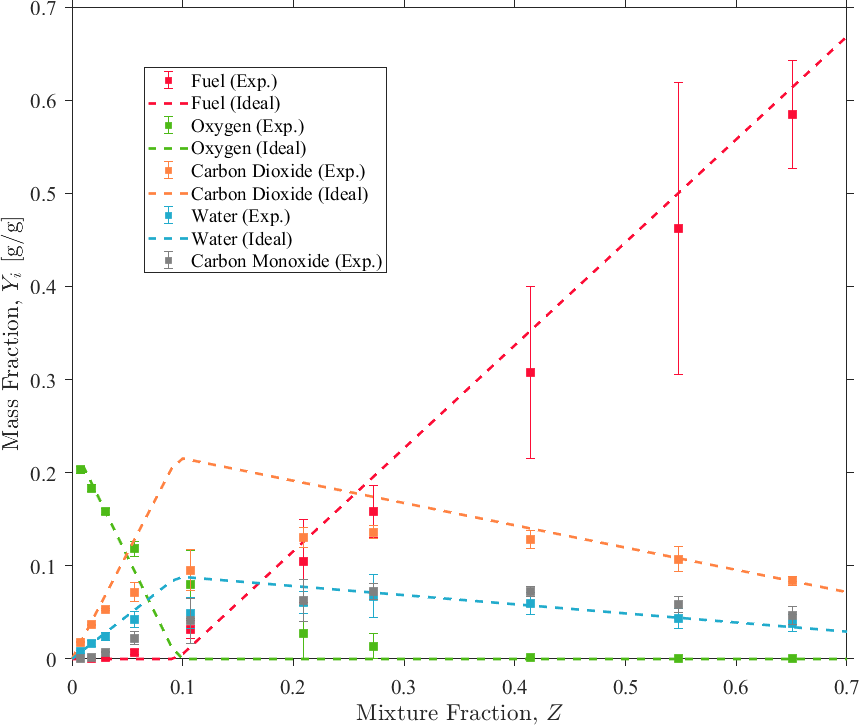 0.7
0.6
0.5
0.4
0.3
0.2
0.1
0
Mass Fraction, Y_i [g/g]
Fuel (Exp.)
Fuel (Ideal)
Oxygen (Exp.)
Oxygen (Ideal)
Carbon Dioxide (Exp.)
Carbon Dioxide (Ideal)
Water (Exp.)
Water (Ideal)
Carbon Monoxide (Exp.)
0 0.1 0.2 0.3 0.4 0.5 0.6 0.7
Mixture Fraction, Z